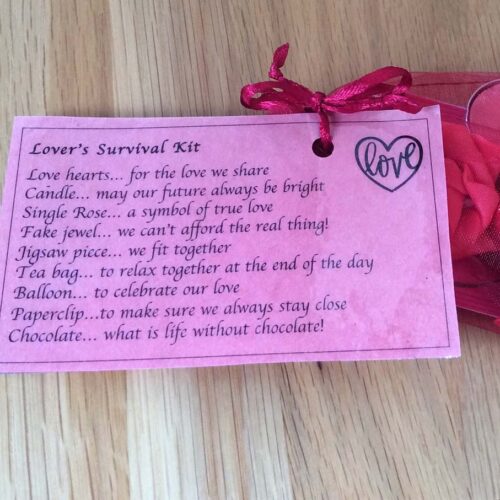 Lover's Survival Kit
love
Love hearts... for the love we share
Candle... may our future always be bright
Single Rose... a symbol of true love
Fake jewel... we can't afford the real thing!
Jigsaw piece... we fit together
Tea bag... to relax together at the end of the day
Balloon... to celebrate our love
Paperclip...to make sure we always stay close
Chocolate... what is life without chocolate!